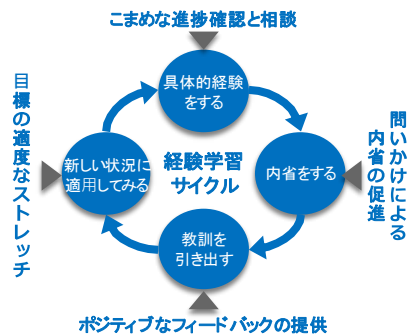 こまめな進捗確認と相談
具体的経験
をする
目標の適度なストレッチ
新しい状況に
適用してみる
経験学習
サイクル
内省をする
問いかけによる
内省の促進
教訓を
引き出す
ポジティブなフィードバックの提供